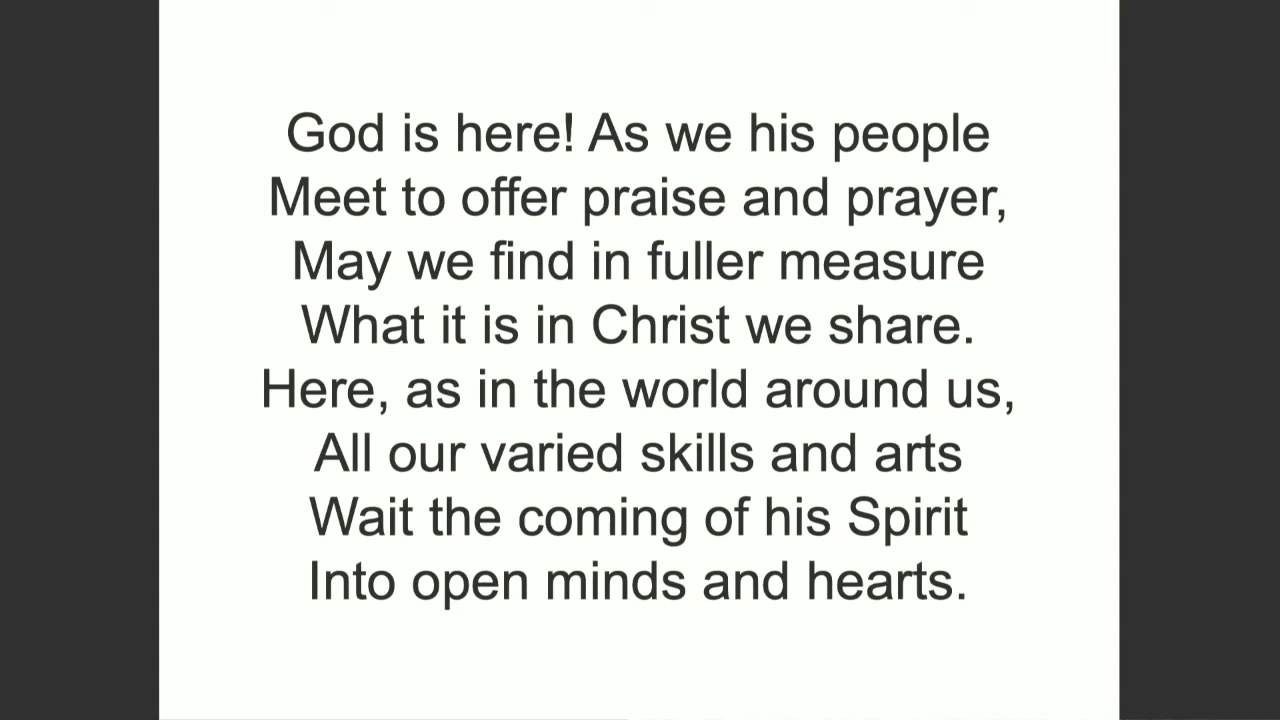 God is here! As we his people
Meet to offer praise and prayer,
May we find in fuller measure
What it is in Christ we share.
Here, as in the world around us,
All our varied skills and arts
Wait the coming of his Spirit
Into open minds and hearts.